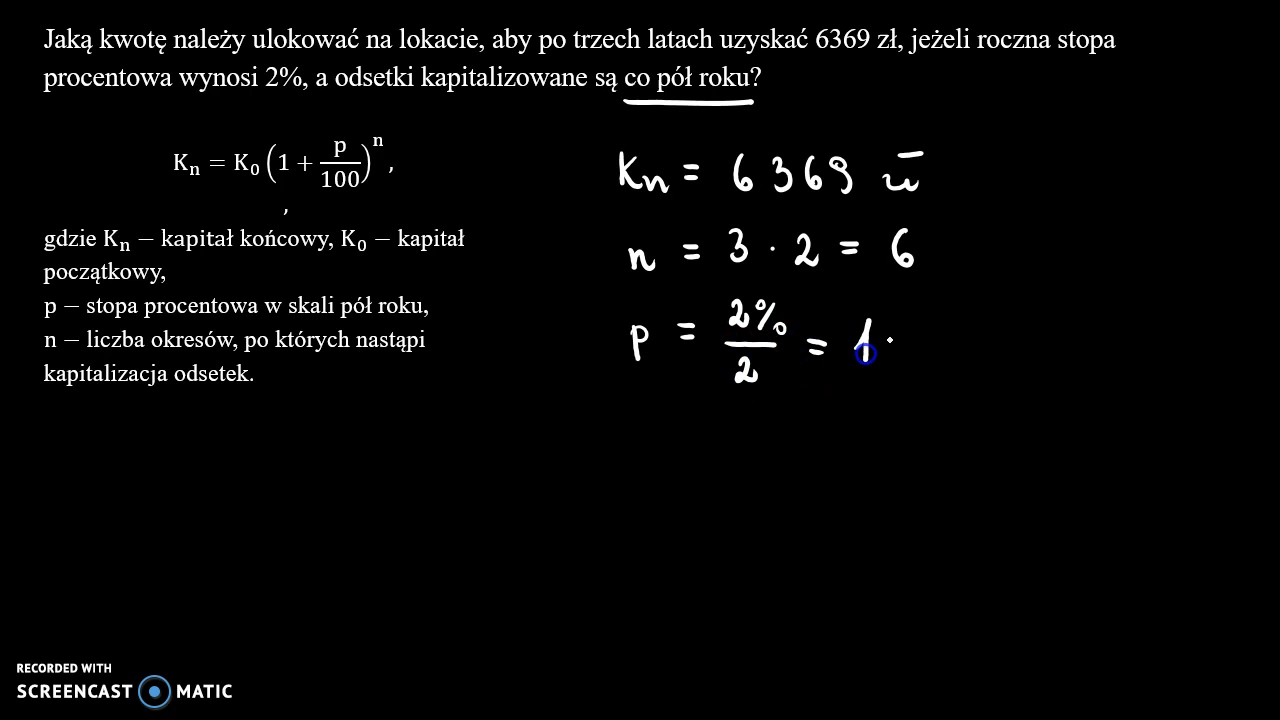 Jaką kwotę należy ulokować na lokacie, aby po trzech latach uzyskać 6369 zł, jeżeli roczna stopa
procentowa wynosi 2%, a odsetki kapitalizowane są co pół roku?
Kₙ = K₀ (1 + p/100)ⁿ,
,
gdzie Kₙ – kapitał końcowy, K₀ – kapitał
początkowy,
p – stopa procentowa w skali pół roku,
n – liczba okresów, po których nastąpi
kapitalizacja odsetek.
Kₙ = 6369 zł
n = 3 · 2 = 6
p = 2%/2 = 1
RECORDED WITH
SCREENCAST MATIC